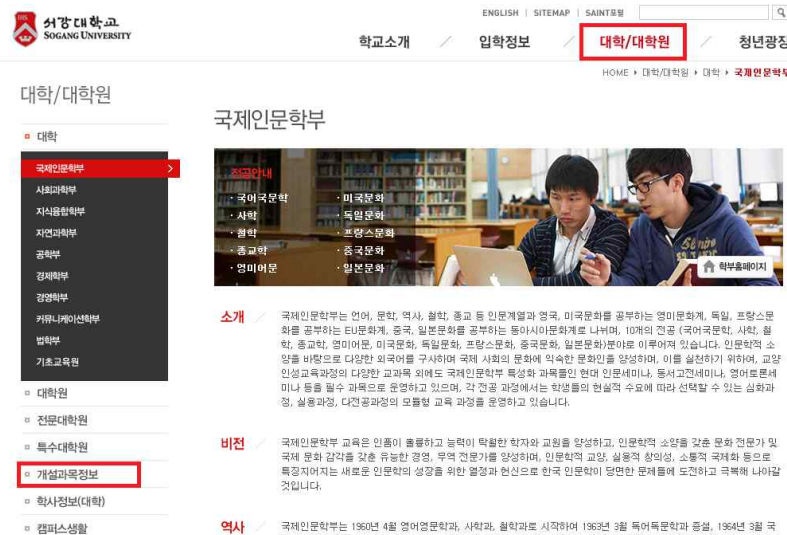 서강대학교
SOGANG UNIVERSITY
ENGLISH | SITEMAP | SAINT포털
학교소개 / 입학정보 / 대학/대학원 / 청년광장
HOME ▸ 대학/대학원 ▸ 대학 ▸ 국제인문학부
대학/대학원
대학
국제인문학부
사회과학부
지식융합학부
자연과학부
공학부
경제학부
경영학부
커뮤니케이션학부
법학부
기초교육원
대학원
전문대학원
특수대학원
개설과목정보
학사정보(대학)
캠퍼스생활
국제인문학부
전공안내
· 국어국문학 · 미국문화
· 사학 · 독일문화
· 철학 · 프랑스문화
· 종교학 · 중국문화
· 영미어문 · 일본문화
학부홈페이지
소개
국제인문학부는 언어, 문학, 역사, 철학, 종교 등 인문계열과 영국, 미국문화를 공부하는 영미문화계, 독일, 프랑스문
화를 공부하는 EU문화계, 중국, 일본문화를 공부하는 동아시아문화계로 나뉘며, 10개의 전공 (국어국문학, 사학, 철
학, 종교학, 영미어문, 미국문화, 독일문화, 프랑스문화, 중국문화, 일본문화)분야로 이루어져 있습니다. 인문학적 소
양을 바탕으로 다양한 외국어를 구사하며 국제 사회의 문화에 익숙한 문화인을 양성하며, 이를 실천하기 위하여, 교양
인성교육과정의 다양한 교과목 외에도 국제인문학부 특성화 과목들인 현대 인문세미나, 동서고전세미나, 영어토론세
미나 등을 필수 과목으로 운영하고 있으며, 각 전공 과정에서는 학생들의 현실적 수요에 따라 선택할 수 있는 심화과
정, 실용과정, 다전공과정의 모듈형 교육 과정을 운영하고 있습니다.
비전
국제인문학부 교육은 인품이 훌륭하고 능력이 탁월한 학자와 교원을 양성하고, 인문학적 소양을 갖춘 문화 전문가 및
국제 문화 감각을 갖춘 유능한 경영, 무역 전문가를 양성하며, 인문학적 교양, 실용적 창의성, 소통적 국제화 등으로
특징지어지는 새로운 인문학의 성장을 위한 열정과 헌신으로 한국 인문학이 당면한 문제들에 도전하고 극복해 나아갈
것입니다.
역사
국제인문학부는 1960년 4월 영어영문학과, 사학과, 철학과로 시작하여 1963년 3월 독어독문학과 증설, 1964년 3월 국